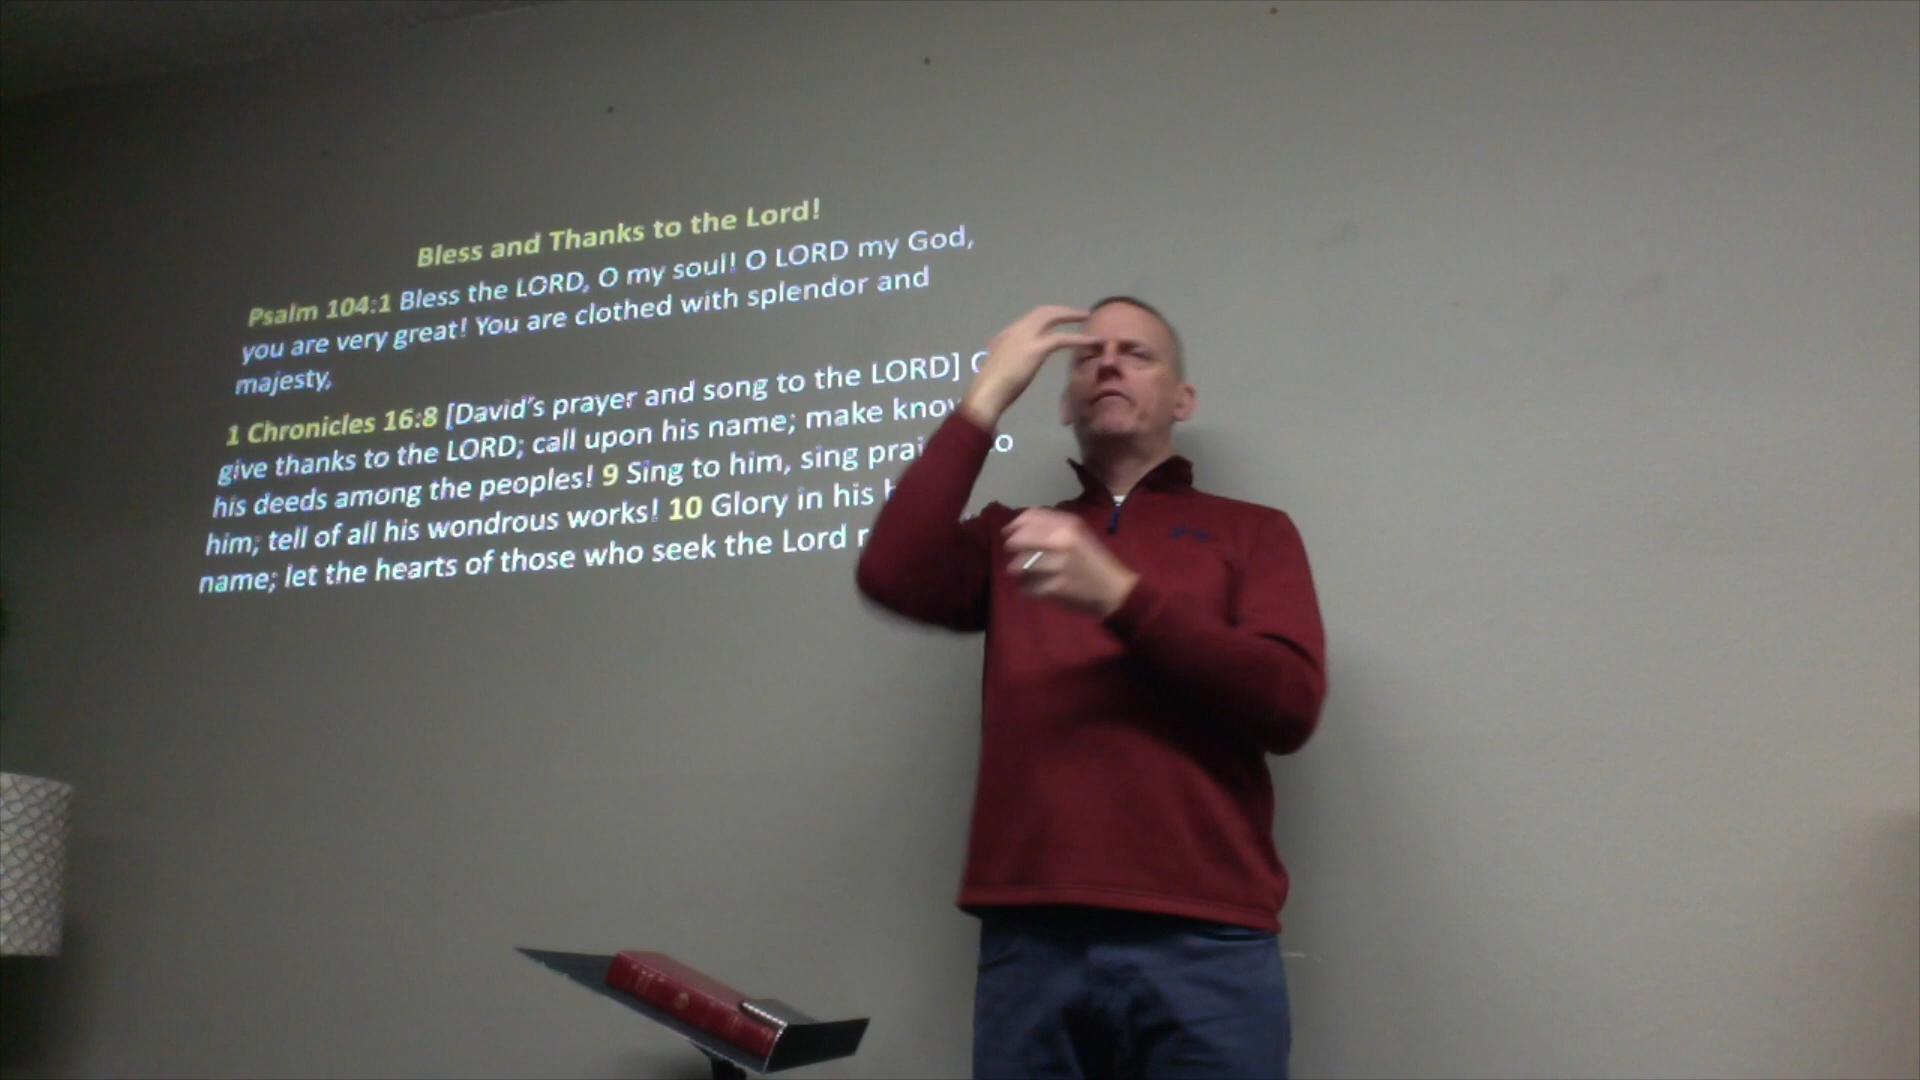 Bless and Thanks to the Lord!
Psalm 104:1 Bless the LORD, O my soul! O LORD my God,
you are very great! You are clothed with splendor and
majesty,
1 Chronicles 16:8 [David's prayer and song to the LORD]
give thanks to the LORD; call upon his name; make
his deeds among the peoples! 9 Sing to him, sing
him; tell of all his wondrous works! 10 Glory in his
name; let the hearts of those who seek the Lord